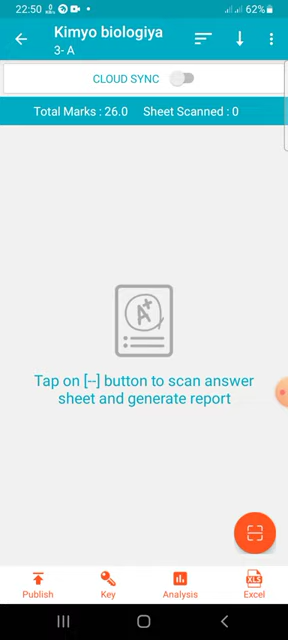 22:50 62%
Kimyo biologiya
3- A
CLOUD SYNC
Total Marks : 26.0 Sheet Scanned : 0
A+
Tap on [--] button to scan answer
sheet and generate report
Publish Key Analysis Excel
XLS